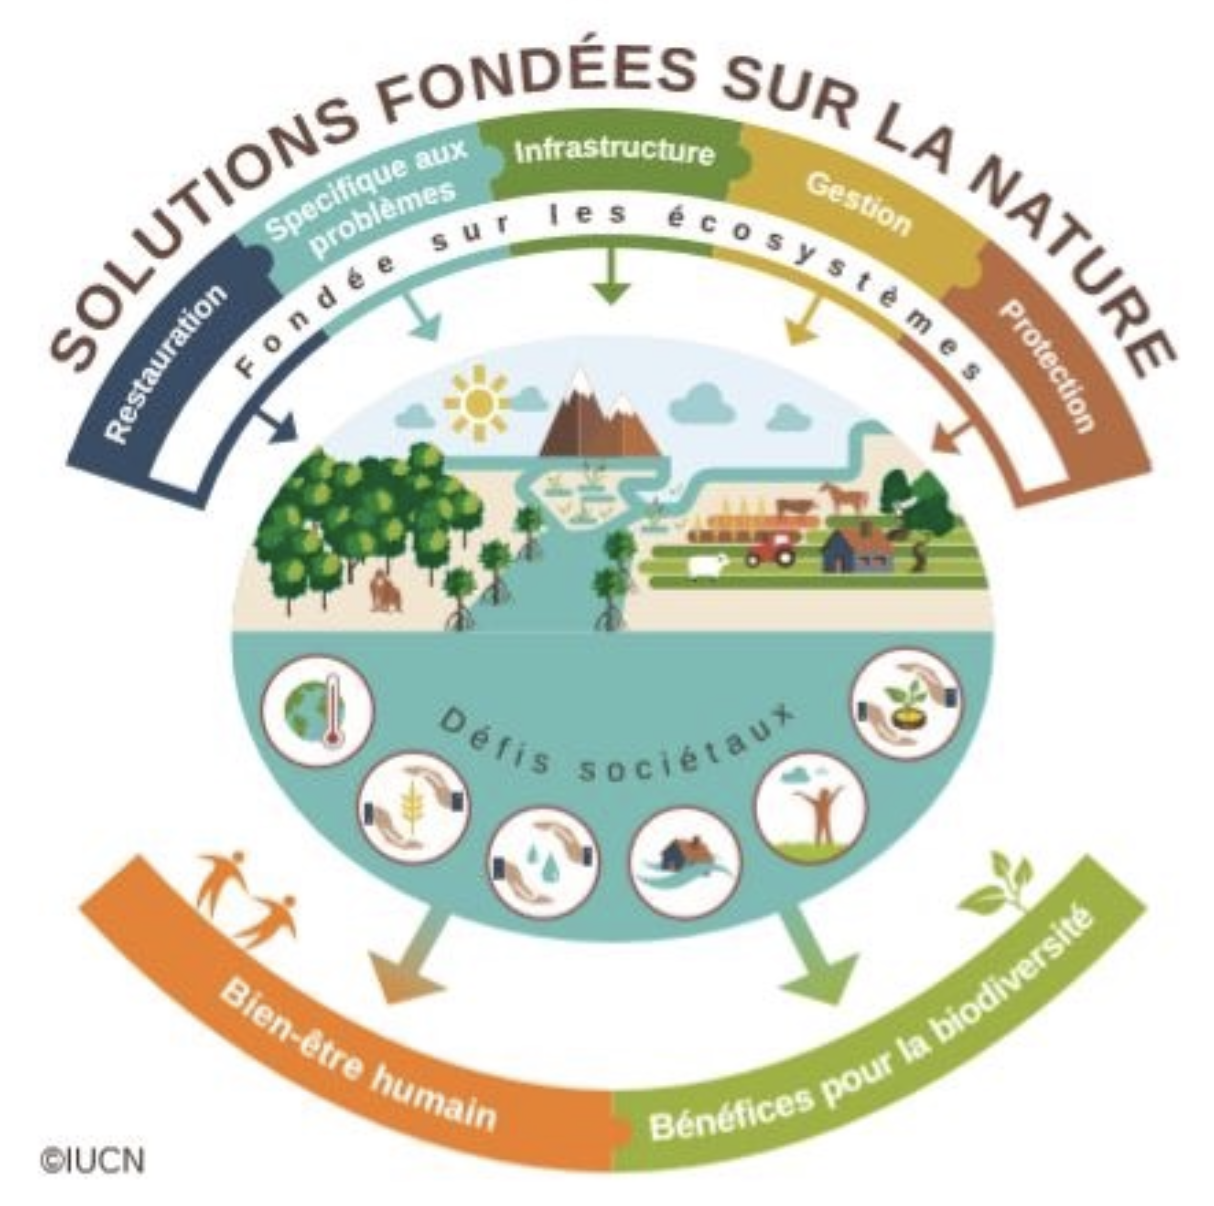 SOLUTIONS FONDÉES SUR LA NATURE
Restauration
Specifique aux
problèmes
Infrastructure
Gestion
Protection
Fondée sur les écosystèmes
Défis sociétaux
Bien-être humain
Bénéfices pour la biodiversité
©IUCN